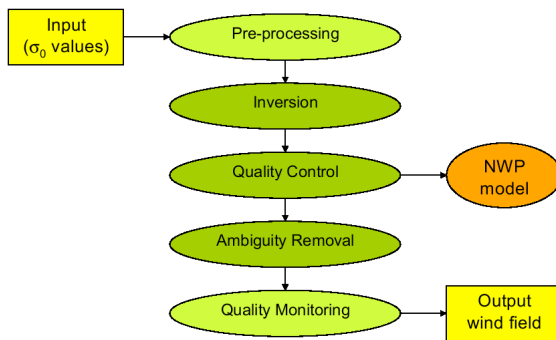 Input
(σ₀ values)
Pre-processing
Inversion
Quality Control
NWP
model
Ambiguity Removal
Quality Monitoring
Output
wind field